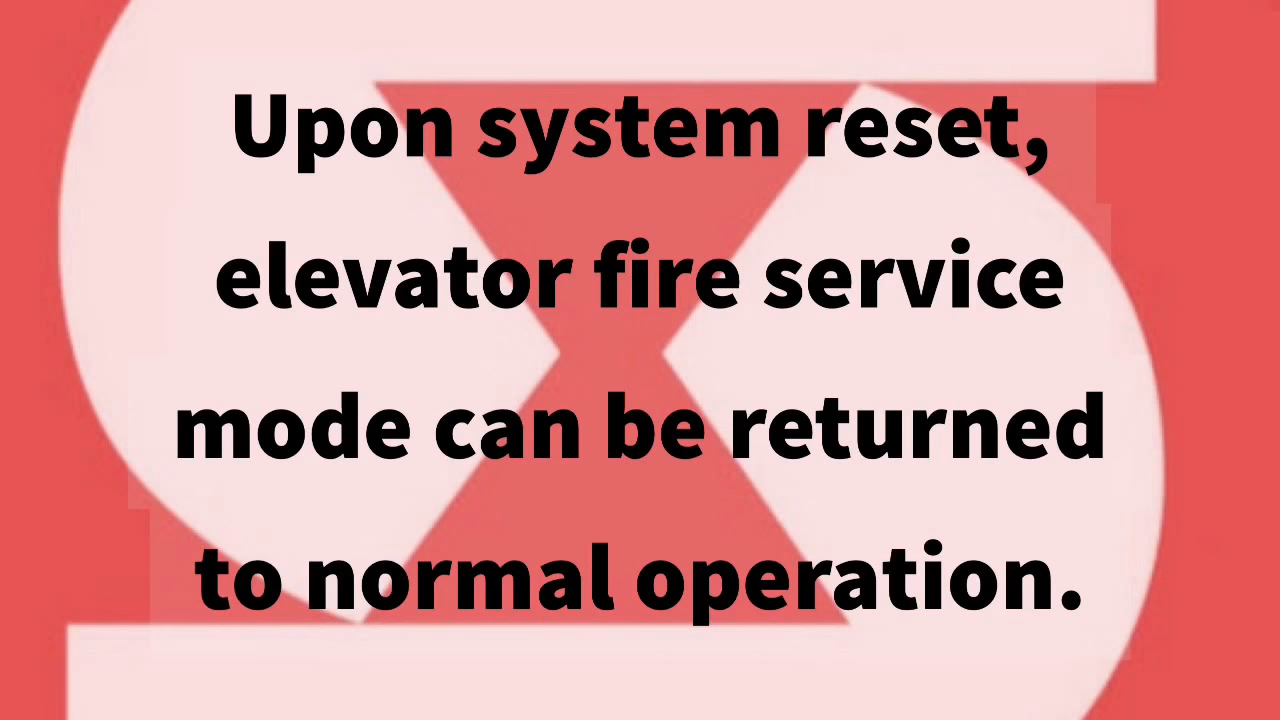 Upon system reset,
elevator fire service
mode can be returned
to normal operation.